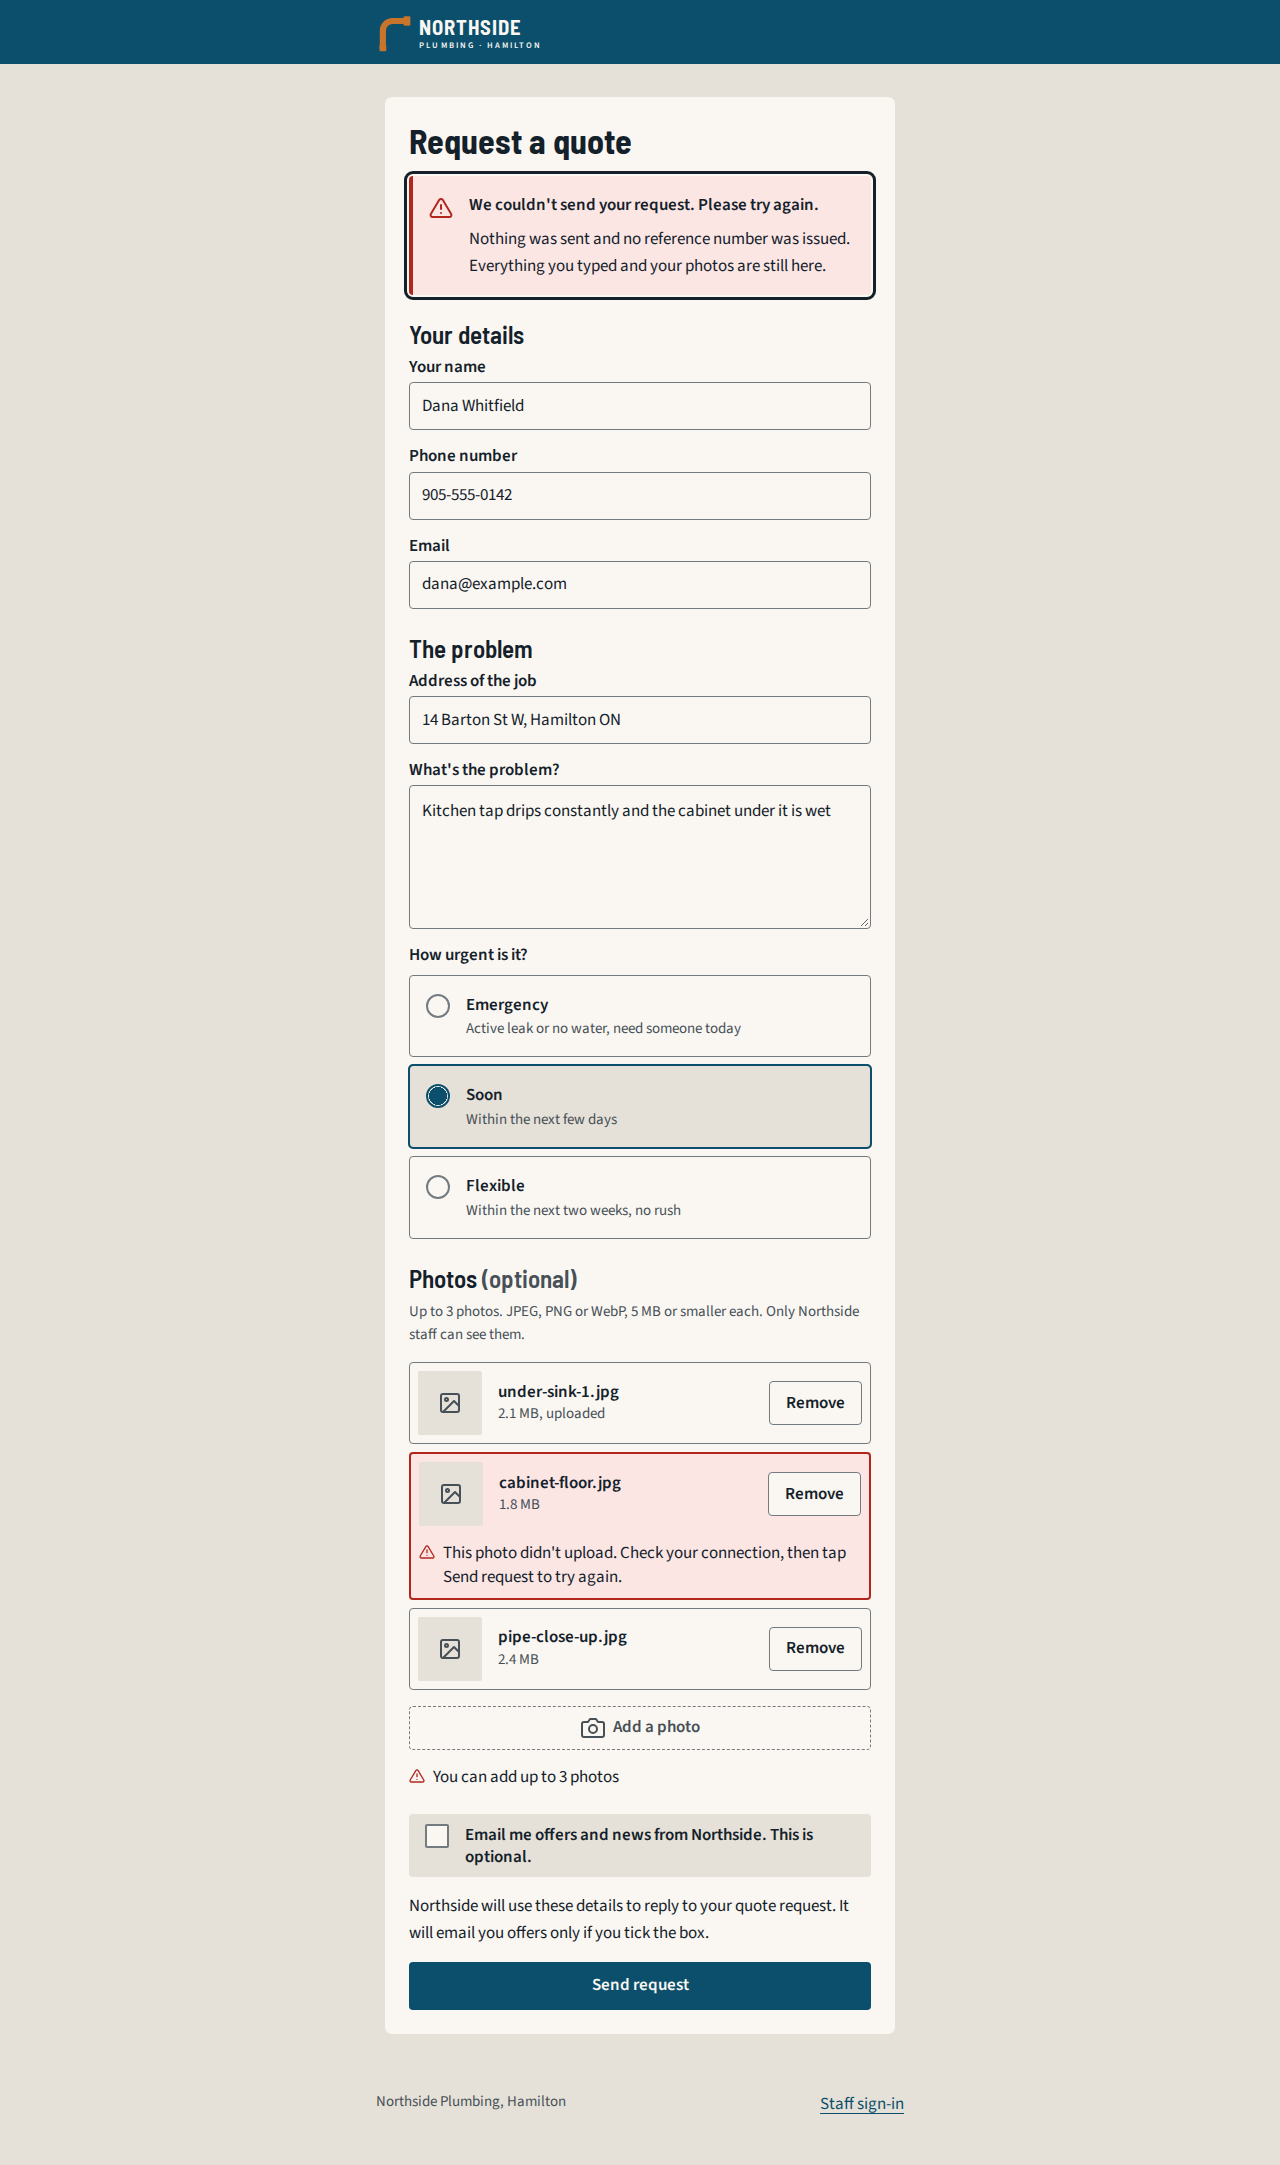 NORTHSIDE
PLUMBING · HAMILTON
Request a quote
We couldn't send your request. Please try again.
Nothing was sent and no reference number was issued.
Everything you typed and your photos are still here.
Your details
Your name
Dana Whitfield
Phone number
905-555-0142
Email
dana@example.com
The problem
Address of the job
14 Barton St W, Hamilton ON
What's the problem?
Kitchen tap drips constantly and the cabinet under it is wet
How urgent is it?
Emergency
Active leak or no water, need someone today
Soon
Within the next few days
Flexible
Within the next two weeks, no rush
Photos (optional)
Up to 3 photos. JPEG, PNG or WebP, 5 MB or smaller each. Only Northside
staff can see them.
under-sink-1.jpg
2.1 MB, uploaded
Remove
cabinet-floor.jpg
1.8 MB
Remove
This photo didn't upload. Check your connection, then tap
Send request to try again.
pipe-close-up.jpg
2.4 MB
Remove
Add a photo
You can add up to 3 photos
Email me offers and news from Northside. This is
optional.
Northside will use these details to reply to your quote request. It
will email you offers only if you tick the box.
Send request
Northside Plumbing, Hamilton
Staff sign-in